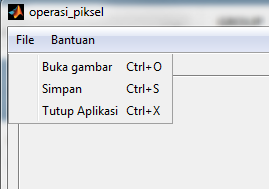 operasi_piksel
File Bantuan
Buka gambar Ctrl+O
Simpan Ctrl+S
Tutup Aplikasi Ctrl+X